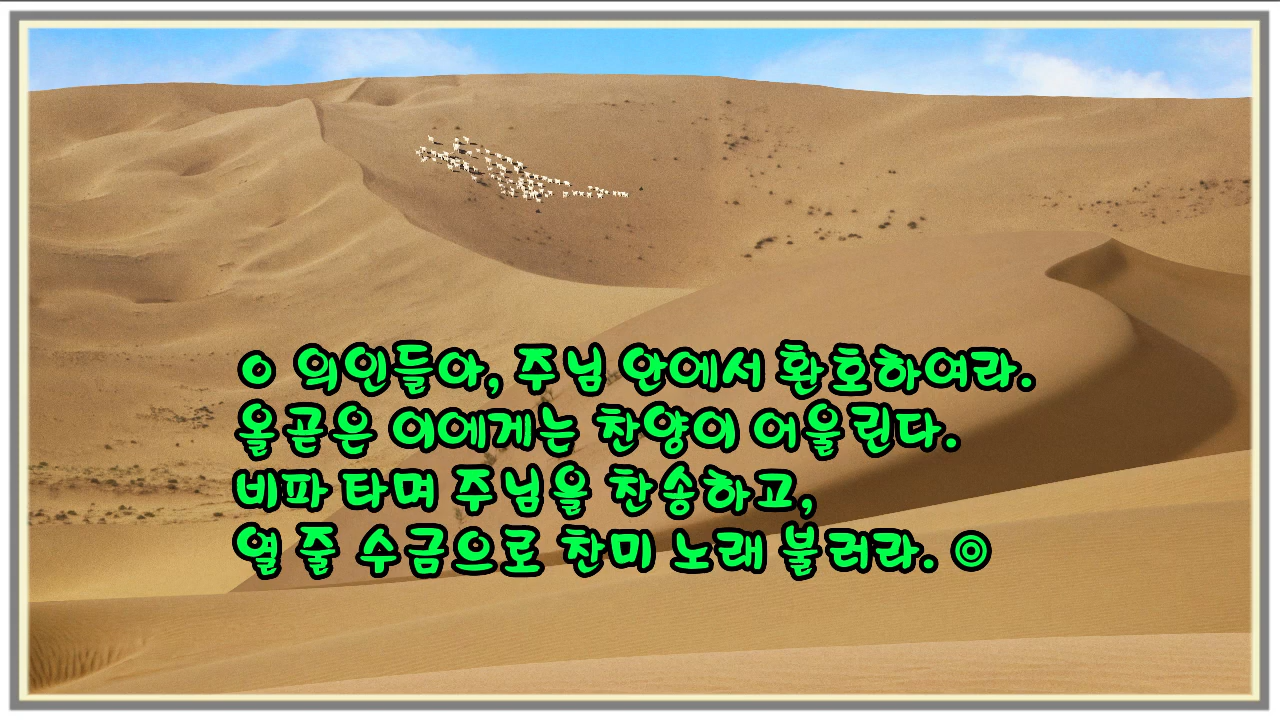 ○ 의인들아, 주님 안에서 환호하여라.
올곧은 이에게는 찬양이 어울린다.
비파 타며 주님을 찬송하고,
열 줄 수금으로 찬미 노래 불러라. ◎